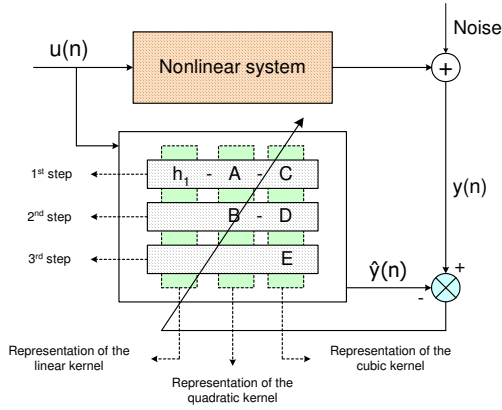 Noise
u(n)
Nonlinear system
+
1st step
h1 - A - C
y(n)
2nd step
B - D
3rd step
E
ŷ(n)
+
-
Representation of the
linear kernel
Representation of the
quadratic kernel
Representation of the
cubic kernel